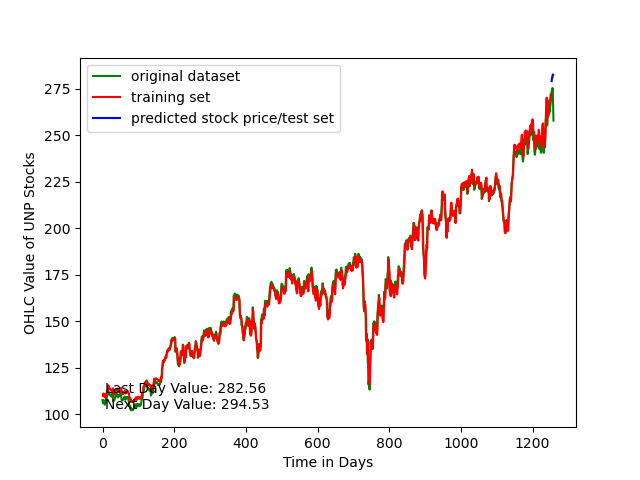 original dataset
training set
predicted stock price/test set
OHLC Value of UNP Stocks
275
250
225
200
175
150
125
100
Last Day Value: 282.56
Next Day Value: 294.53
0 200 400 600 800 1000 1200
Time in Days